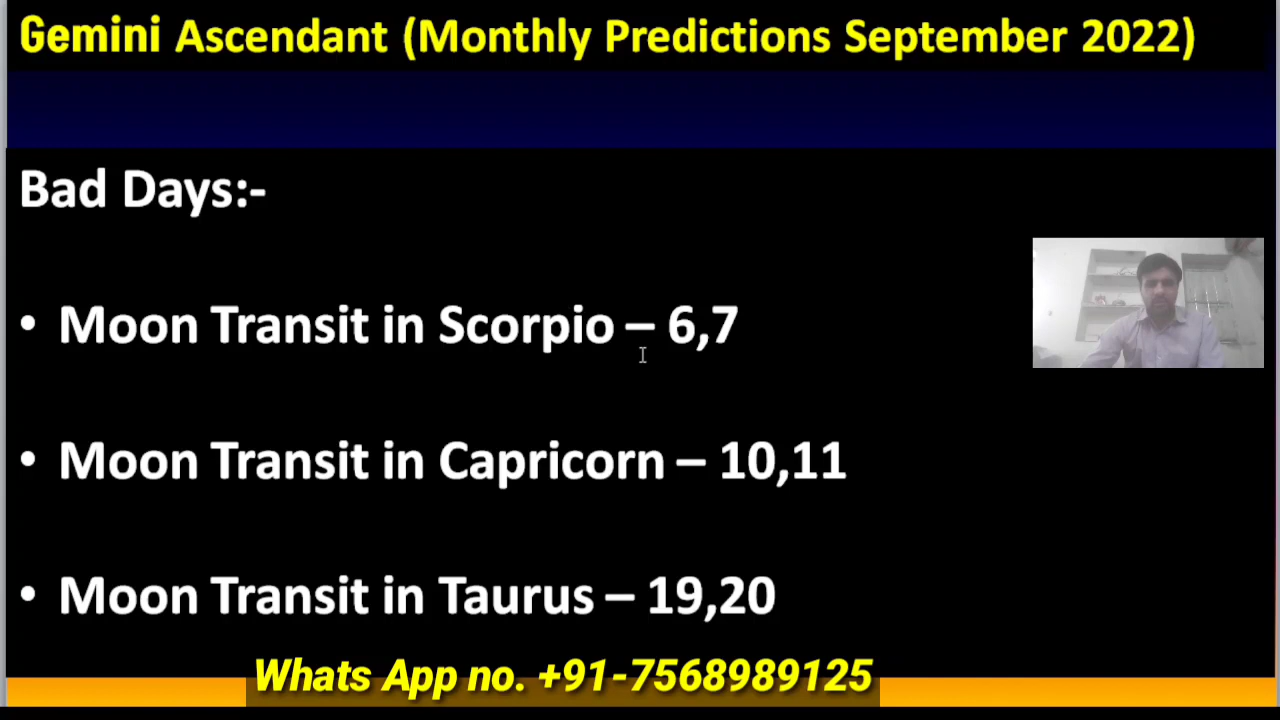 Gemini Ascendant (Monthly Predictions September 2022)
Bad Days:-
• Moon Transit in Scorpio – 6,7
• Moon Transit in Capricorn – 10,11
• Moon Transit in Taurus – 19,20
Whats App no. +91-7568989125